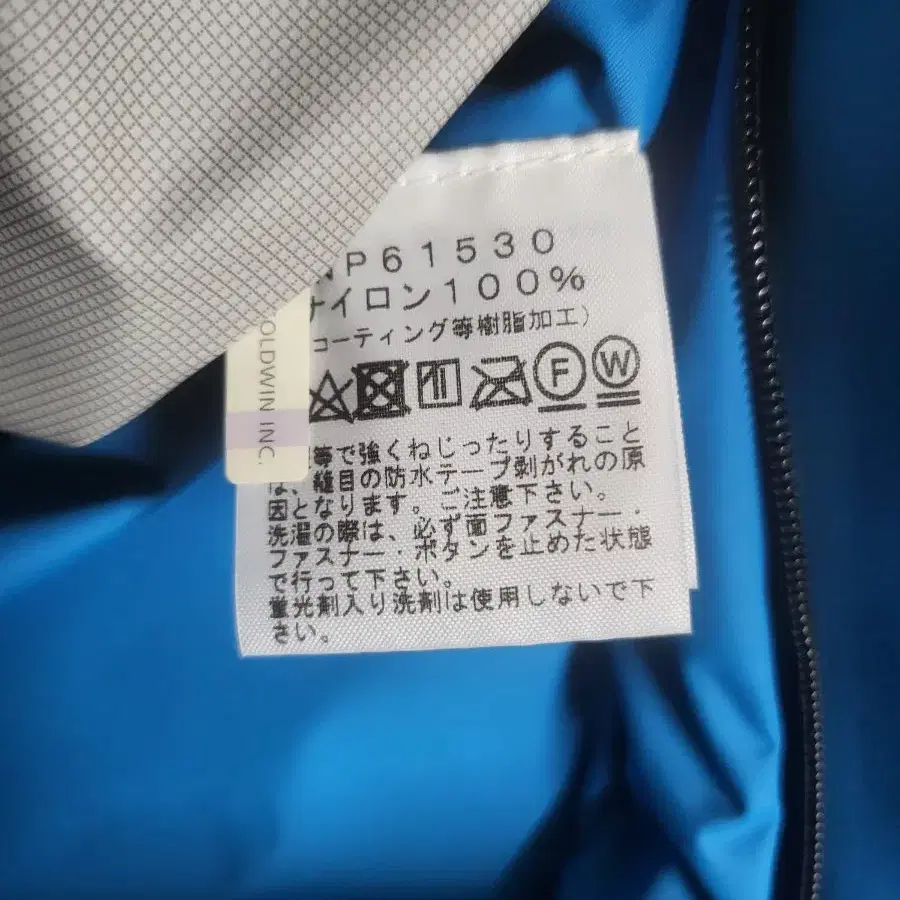 NP61530
ナイロン100%
コーティング等樹脂加工)
F W
等で強くねじったりすること
は、縫目の防水テープ剥がれの原
因となります。ご注意下さい。
洗濯の際は、必ず面ファスナー・
ファスナー・ボタンを止めた状態
で行って下さい。
蛍光剤入り洗剤は使用しないで下
さい。
OLDWIN INC.